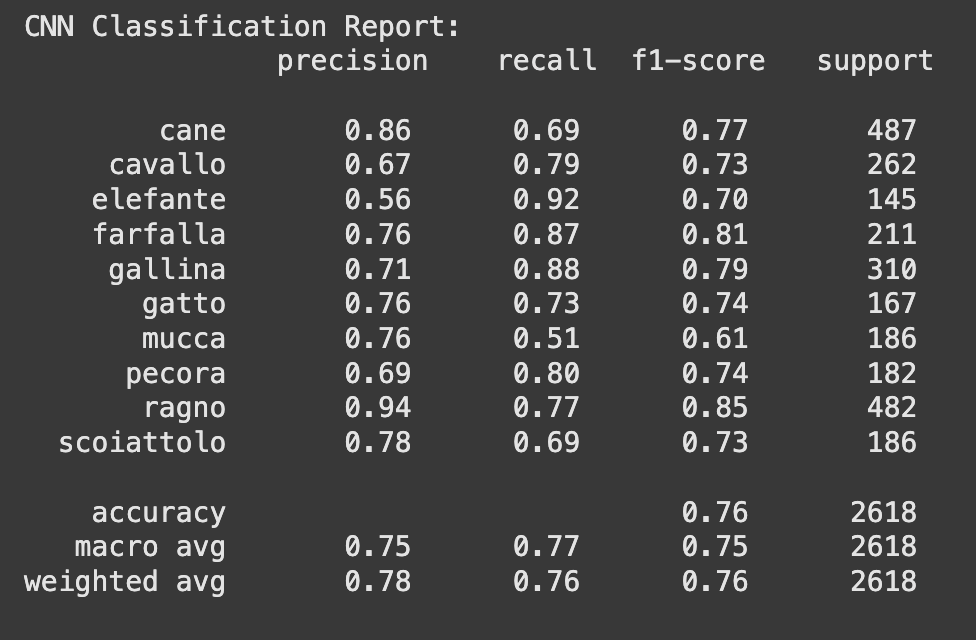 CNN Classification Report:
precision recall f1-score support
cane 0.86 0.69 0.77 487
cavallo 0.67 0.79 0.73 262
elefante 0.56 0.92 0.70 145
farfalla 0.76 0.87 0.81 211
gallina 0.71 0.88 0.79 310
gatto 0.76 0.73 0.74 167
mucca 0.76 0.51 0.61 186
pecora 0.69 0.80 0.74 182
ragno 0.94 0.77 0.85 482
scoiattolo 0.78 0.69 0.73 186
accuracy 0.76 2618
macro avg 0.75 0.77 0.75 2618
weighted avg 0.78 0.76 0.76 2618